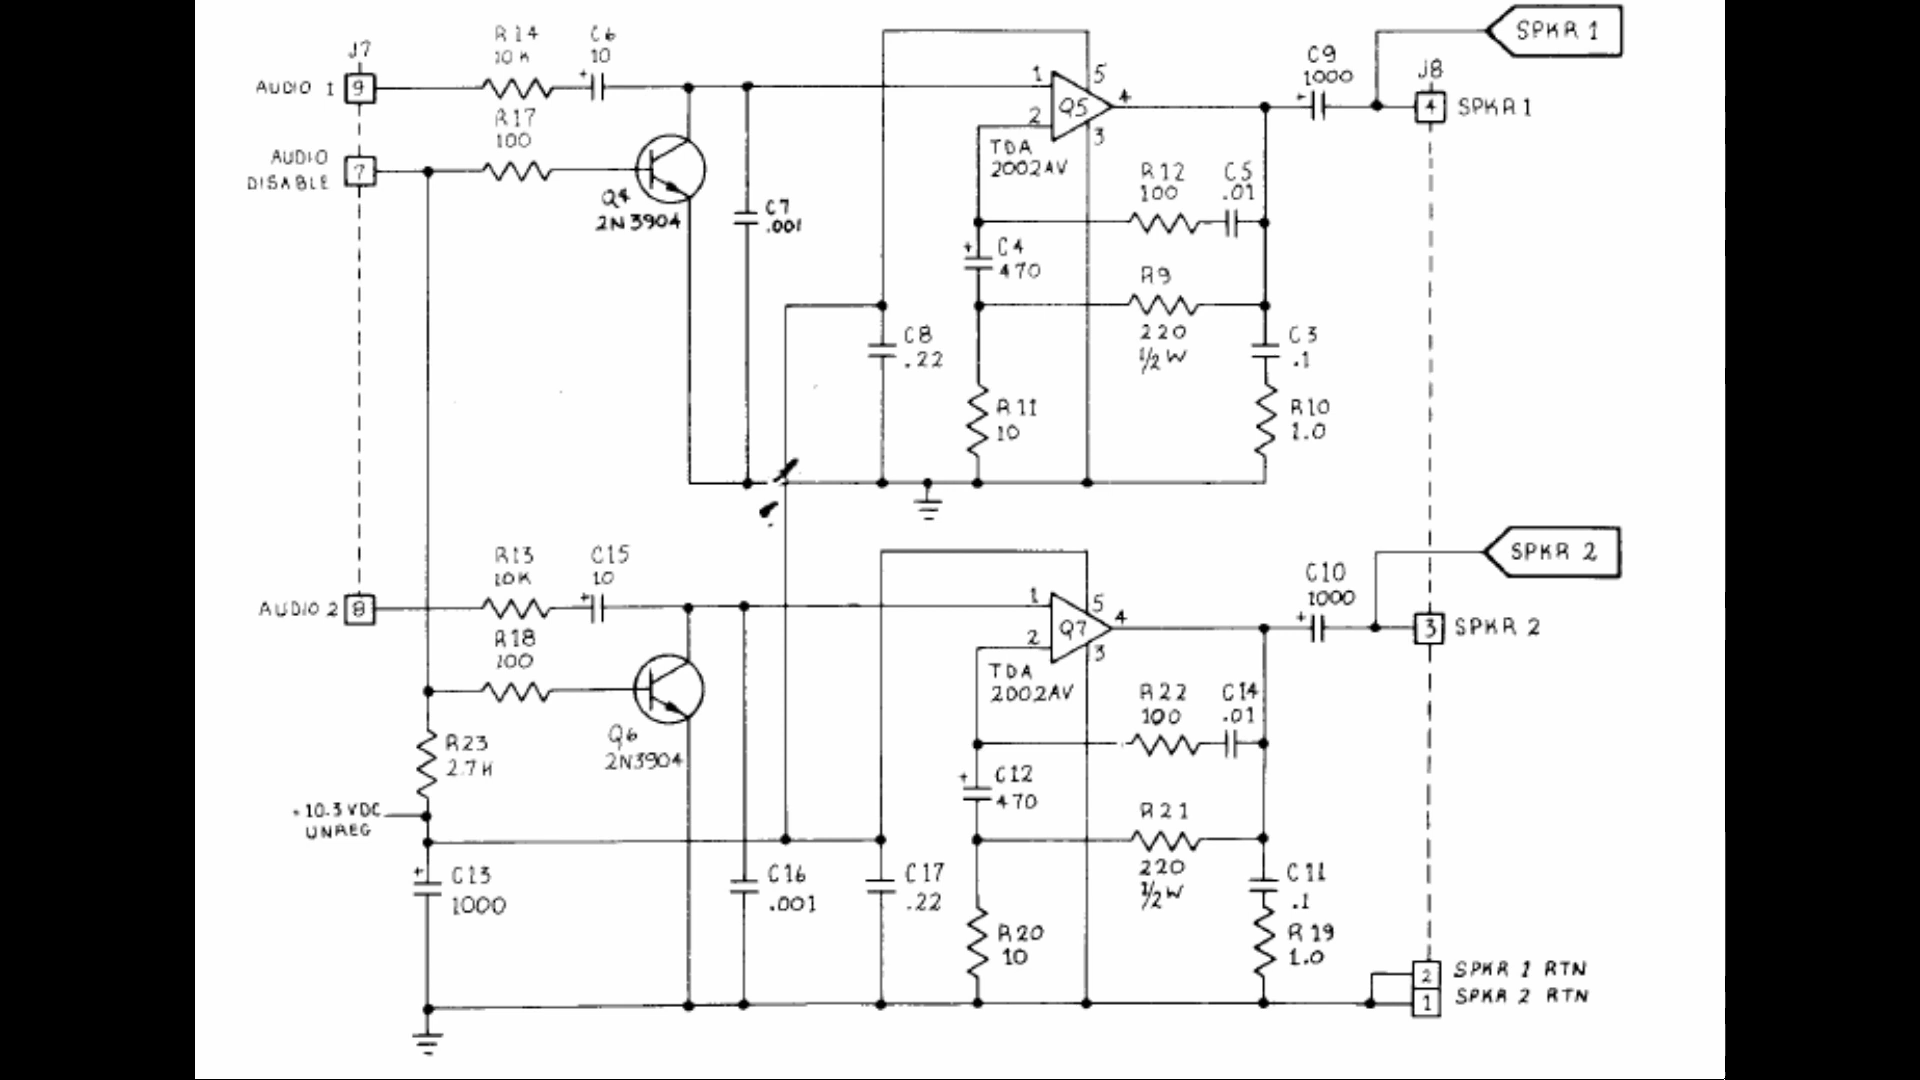 SPKR 1
R14
10K
C6
10
J7
AUDIO 1
9
C9
1000
J8
1
5
Q5
4
4
SPKR 1
R17
100
2
3
AUDIO
DISABLE
7
TDA
2002AV
R12
100
C5
.01
Q4
2N3904
C7
.001
C4
470
R9
220
1/2 W
C8
.22
C3
.1
R11
10
R10
1.0
SPKR 2
R13
10K
C15
10
C10
1000
AUDIO 2
8
1
5
Q7
4
3
SPKR 2
R18
100
2
3
TDA
2002AV
R22
100
C14
.01
Q6
2N3904
R23
2.7K
C12
470
+10.3 VDC
UNREG
R21
220
1/2 W
C13
1000
C16
.001
C17
.22
C11
.1
R20
10
R19
1.0
2
SPKR 1 RTN
1
SPKR 2 RTN